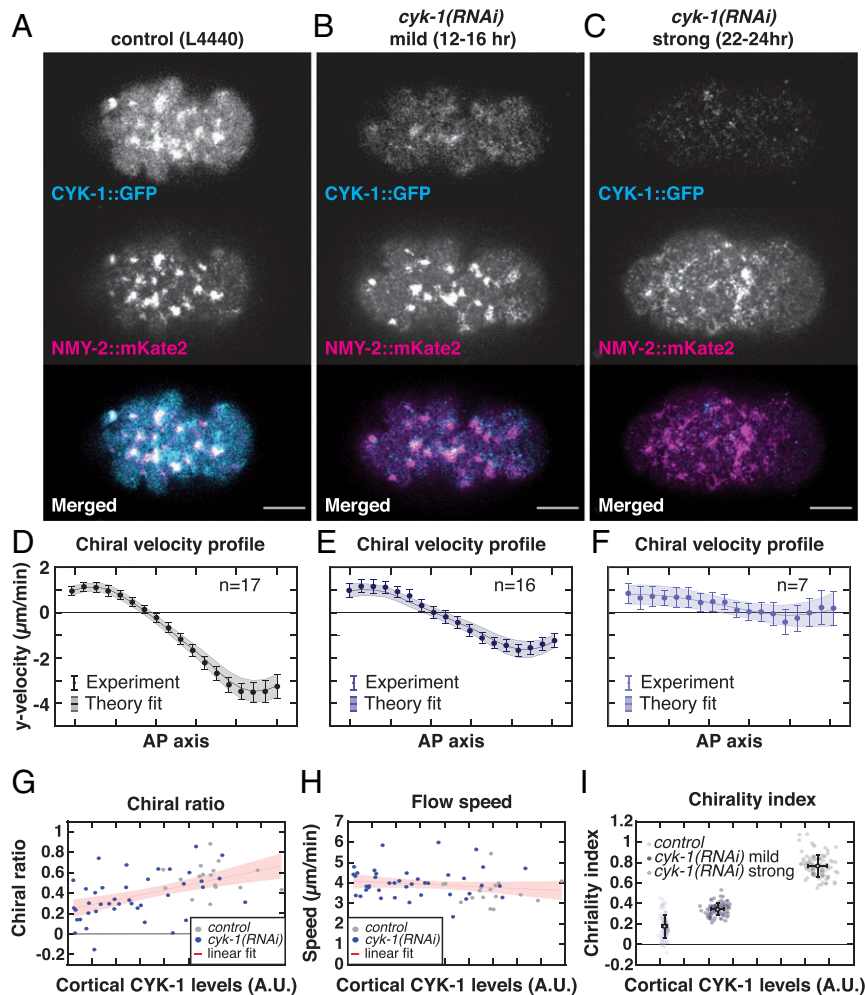 A
control (L4440)
B
cyk-1(RNAi)
mild (12-16 hr)
C
cyk-1(RNAi)
strong (22-24hr)
CYK-1::GFP
CYK-1::GFP
CYK-1::GFP
NMY-2::mKate2
NMY-2::mKate2
NMY-2::mKate2
Merged
Merged
Merged
D
Chiral velocity profile
y-velocity (µm/min)
2
0
-2
-4
n=17
Experiment
Theory fit
AP axis
E
Chiral velocity profile
n=16
Experiment
Theory fit
AP axis
F
Chiral velocity profile
n=7
Experiment
Theory fit
AP axis
G
Chiral ratio
Chiral ratio
1
0.8
0.6
0.4
0.2
0
-0.2
control
cyk-1(RNAi)
linear fit
Cortical CYK-1 levels (A.U.)
H
Flow speed
Speed (µm/min)
7
6
5
4
3
2
1
0
control
cyk-1(RNAi)
linear fit
Cortical CYK-1 levels (A.U.)
I
Chirality index
Chriality index
1.2
1
0.8
0.6
0.4
0.2
0
-0.2
control
cyk-1(RNAi) mild
cyk-1(RNAi) strong
Cortical CYK-1 levels (A.U.)